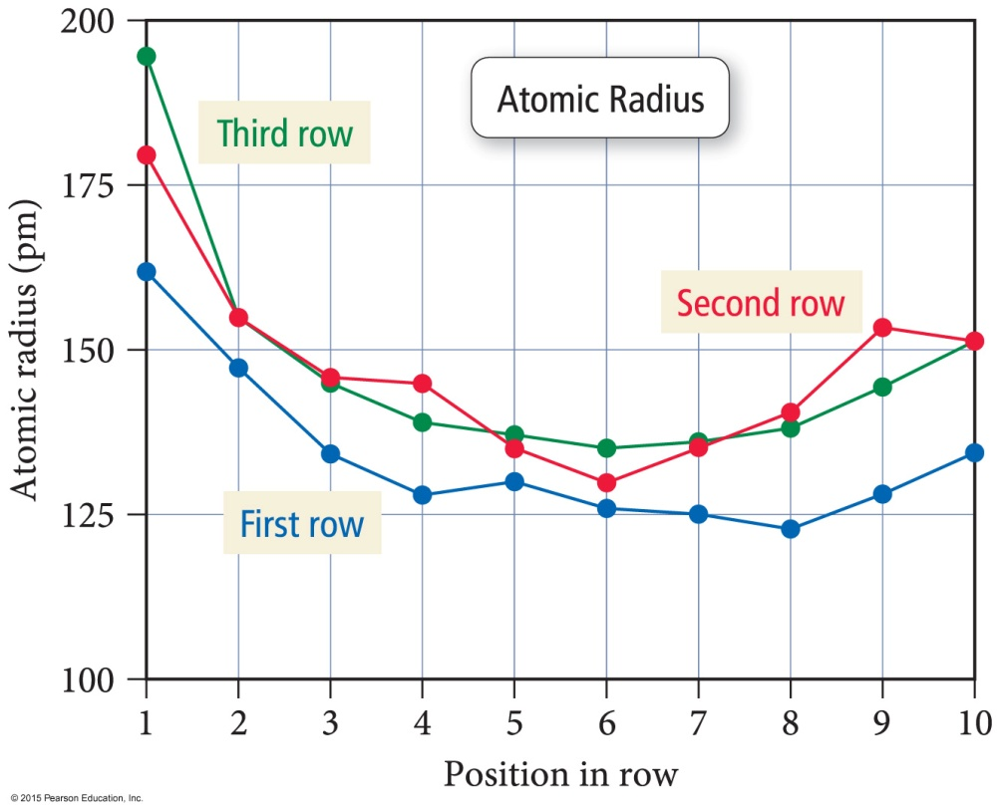 Atomic Radius
Third row
Second row
First row
Atomic radius (pm)
200
175
150
125
100
1 2 3 4 5 6 7 8 9 10
Position in row
© 2015 Pearson Education, Inc.